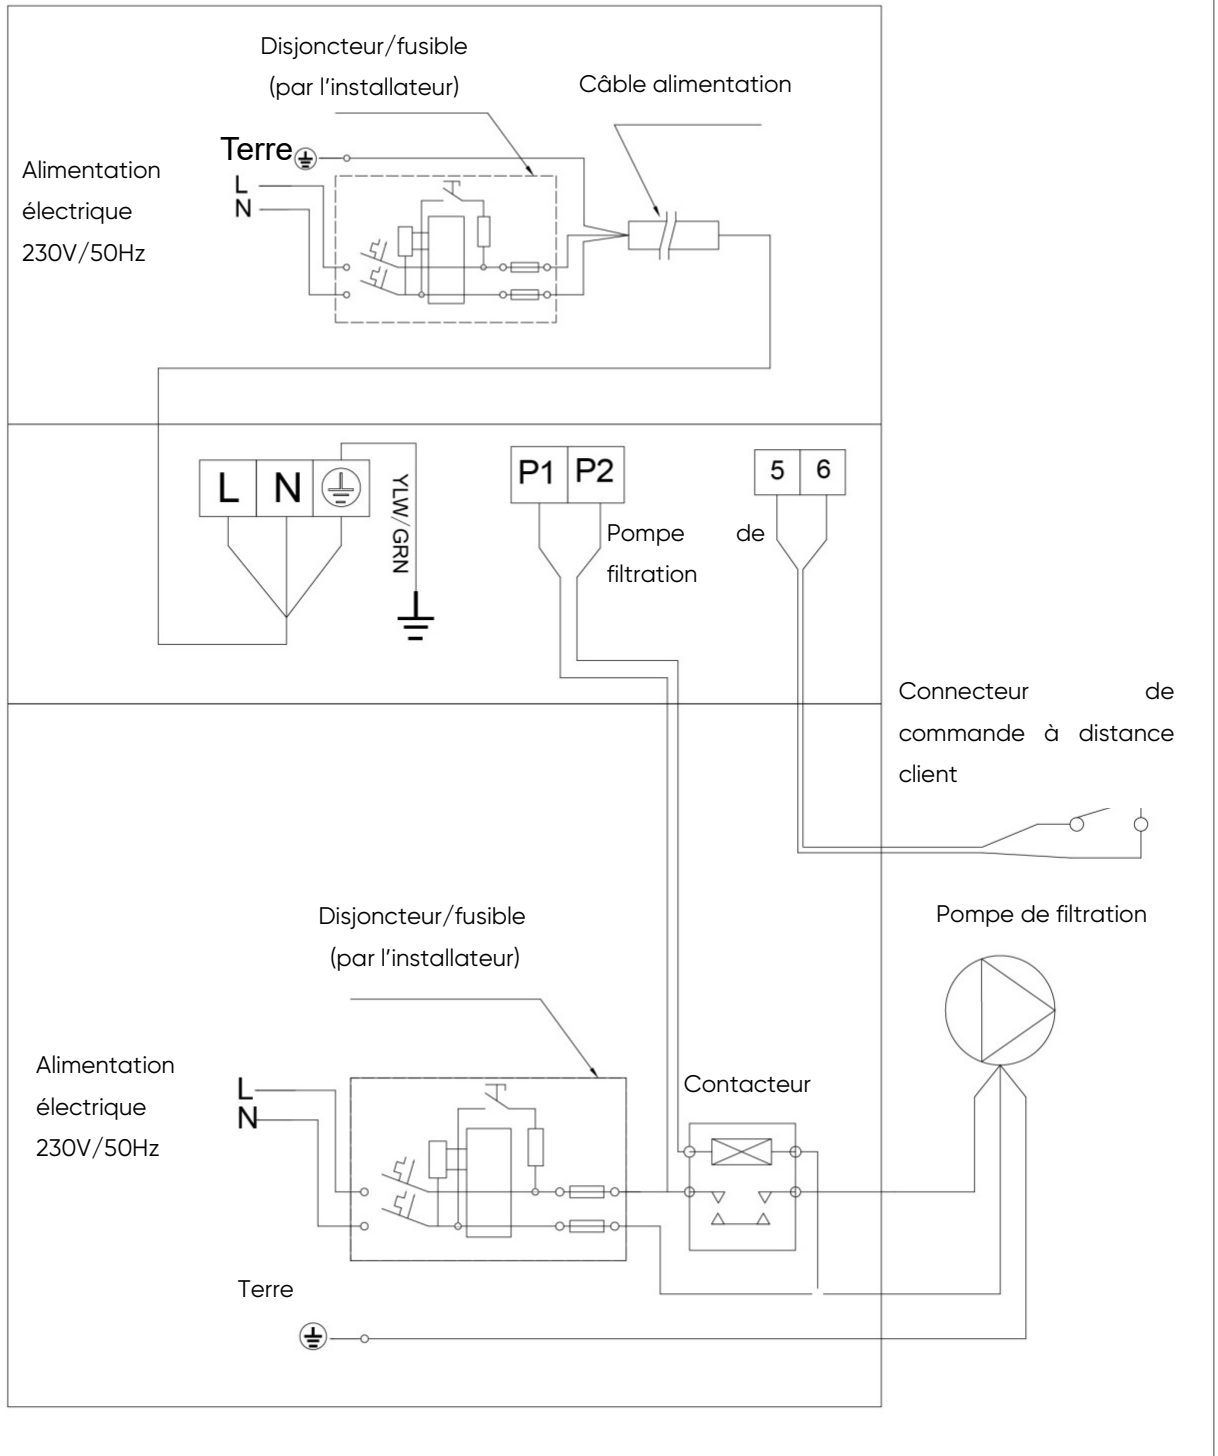 Disjoncteur/fusible
(par l'installateur)
Câble alimentation
Terre
Alimentation
électrique
230V/50Hz
L
N
L N
YLW/GRN
P1 P2
5 6
Pompe de
filtration
Connecteur de
commande à distance
client
Disjoncteur/fusible
(par l'installateur)
Pompe de filtration
Alimentation
électrique
230V/50Hz
L
N
Contacteur
Terre